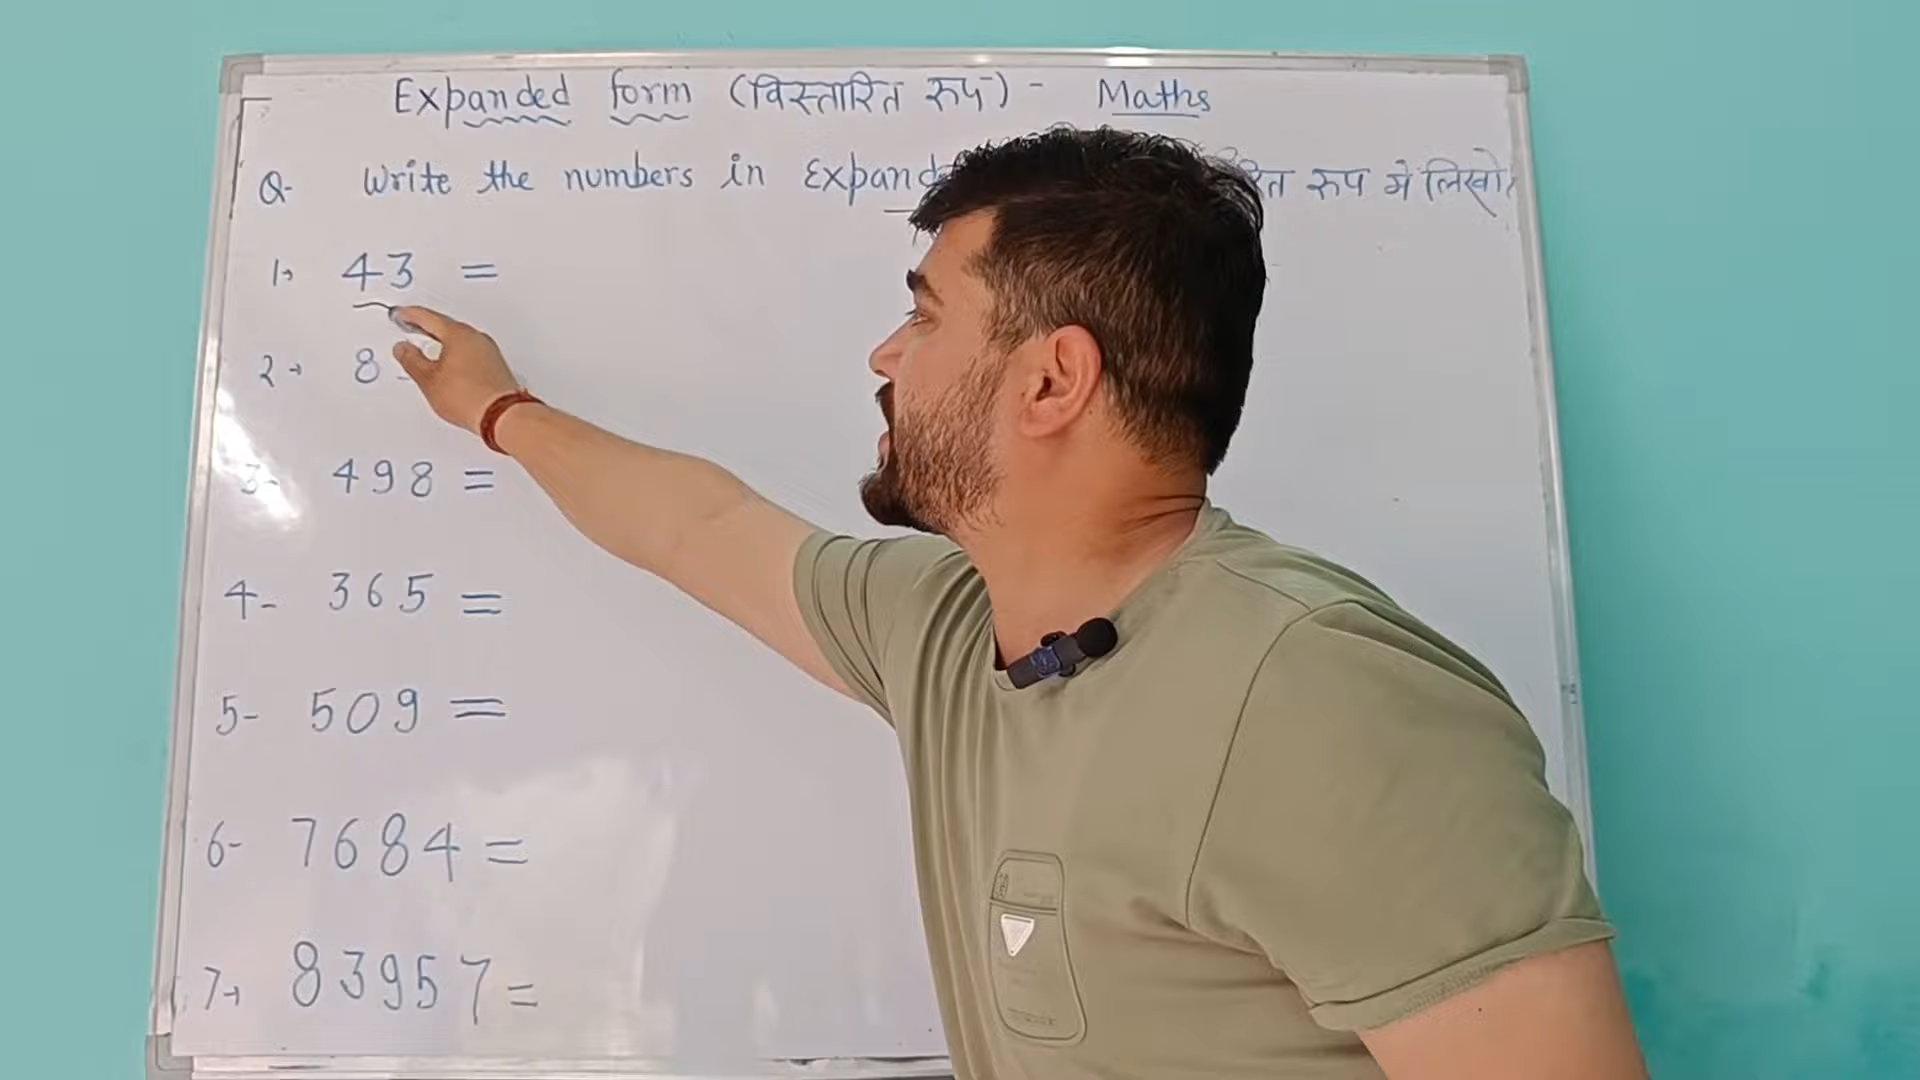 Expanded form (विस्तारित रूप) - Maths
Q- Write the numbers in रूप में लिखो।
1→ 43 =
2→ 8
3- 498 =
4- 365 =
5- 509 =
6- 7684 =
7→ 83957 =